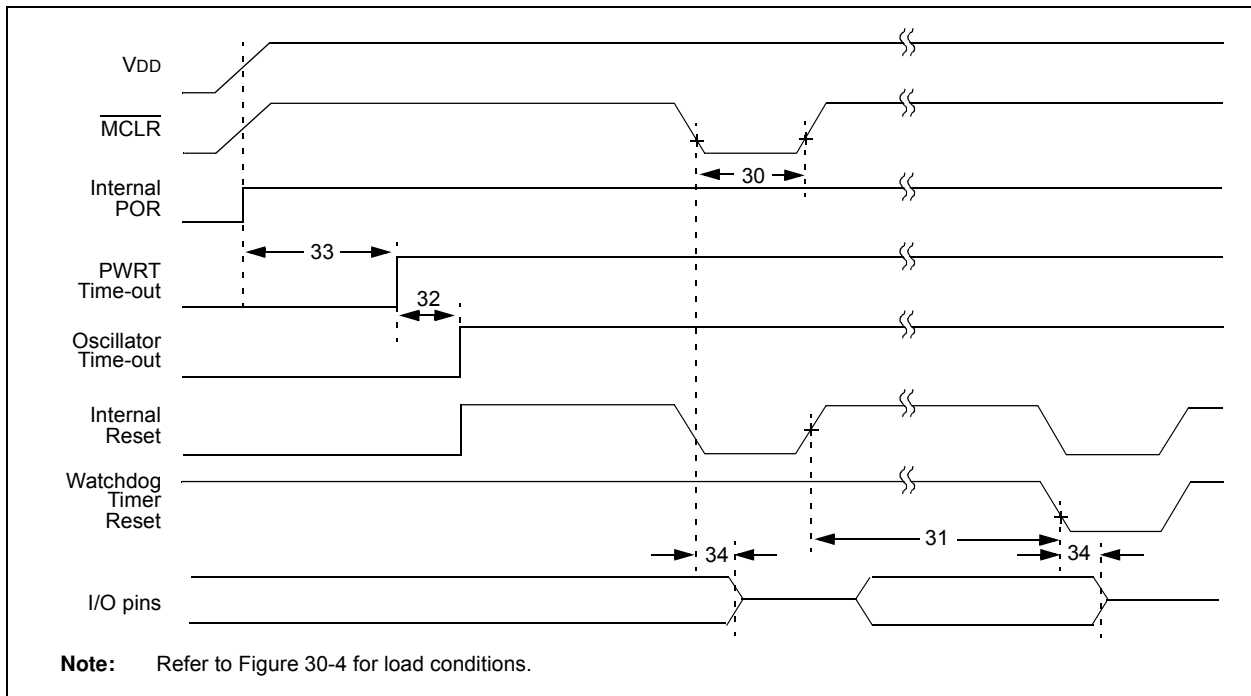 VDD
MCLR
30
Internal
POR
33
PWRT
Time-out
32
Oscillator
Time-out
Internal
Reset
Watchdog
Timer
Reset
31
34
34
I/O pins
Note: Refer to Figure 30-4 for load conditions.